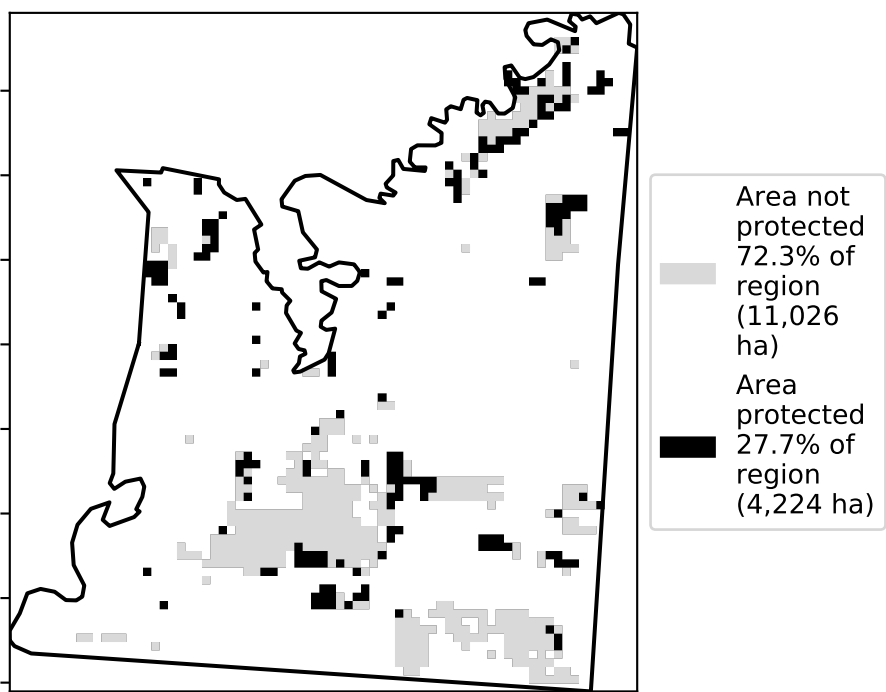 Area not
protected
72.3% of
region
(11,026
ha)
Area
protected
27.7% of
region
(4,224 ha)